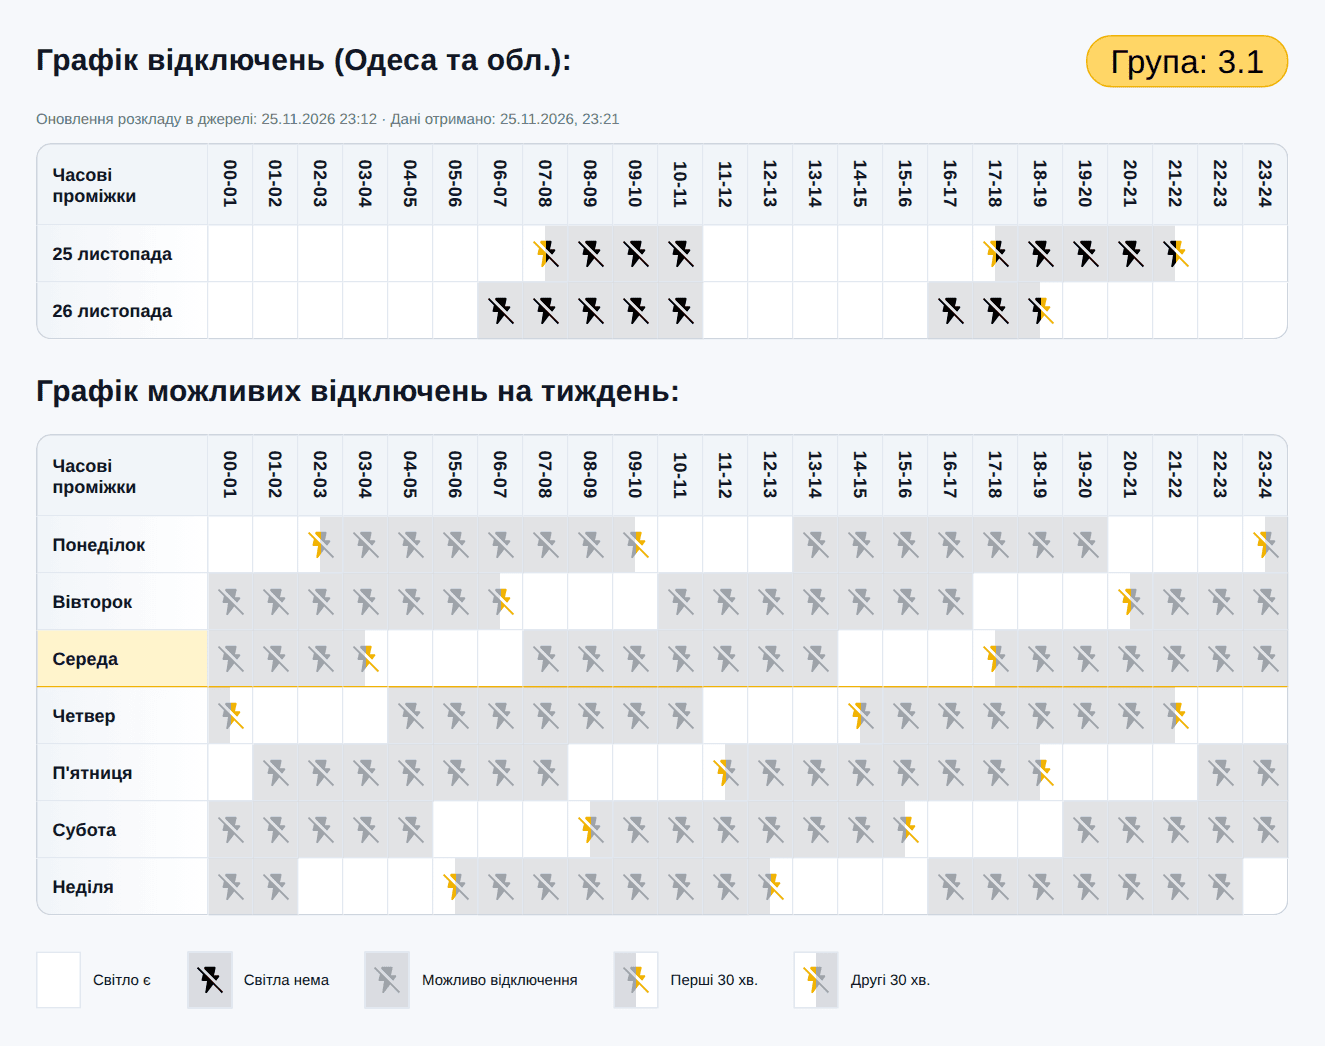 Графік відключень (Одеса та обл.):
Група: 3.1
Оновлення розкладу в джерелі: 25.11.2026 23:12 · Дані отримано: 25.11.2026, 23:21
Часові проміжки 00-01 01-02 02-03 03-04 04-05 05-06 06-07 07-08 08-09 09-10 10-11 11-12 12-13 13-14 14-15 15-16 16-17 17-18 18-19 19-20 20-21 21-22 22-23 23-24
25 листопада
26 листопада
Графік можливих відключень на тиждень:
Часові проміжки 00-01 01-02 02-03 03-04 04-05 05-06 06-07 07-08 08-09 09-10 10-11 11-12 12-13 13-14 14-15 15-16 16-17 17-18 18-19 19-20 20-21 21-22 22-23 23-24
Понеділок
Вівторок
Середа
Четвер
П'ятниця
Субота
Неділя
Світло є Світла нема Можливо відключення Перші 30 хв. Другі 30 хв.